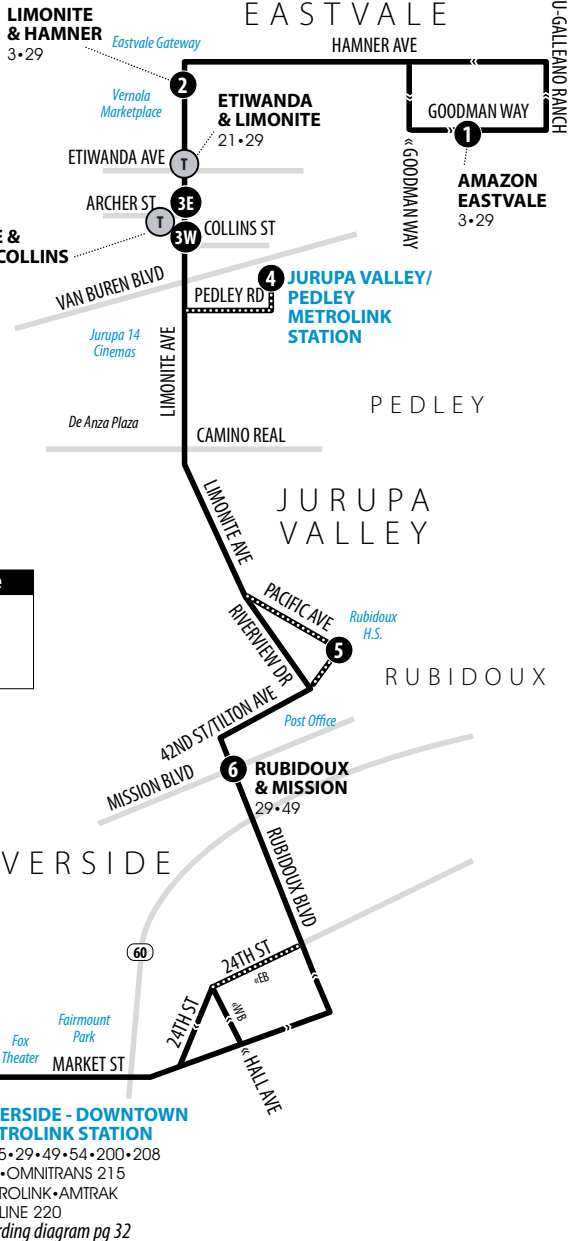 EASTVALE
LIMONITE
& HAMNER
3•29
Eastvale Gateway
HAMNER AVE
U-GALLEANO RANCH
2
Vernola
Marketplace
ETIWANDA
& LIMONITE
21•29
GOODMAN WAY
1
«GOODMAN WAY
AMAZON
EASTVALE
3•29
ETIWANDA AVE
T
ARCHER ST
3E
T
3W
COLLINS ST
E &
COLLINS
VAN BUREN BLVD
4
PEDLEY RD
JURUPA VALLEY/
PEDLEY
METROLINK
STATION
Jurupa 14
Cinemas
LIMONITE AVE
PEDLEY
De Anza Plaza
CAMINO REAL
JURUPA
VALLEY
LIMONITE AVE
e
PACIFIC AVE
Rubidoux
H.S.
RIVERVIEW DR
5
RUBIDOUX
42ND ST/TILTON AVE
Post Office
MISSION BLVD
6
RUBIDOUX
& MISSION
29•49
VERSIDE
RUBIDOUX BLVD
60
24TH ST
«EB
24TH ST
«WB
« HALL AVE
Fairmount
Park
Fox
Theater
MARKET ST
ERSIDE - DOWNTOWN
TROLINK STATION
5•29•49•54•200•208
•OMNITRANS 215
ROLINK•AMTRAK
LINE 220
rding diagram pg 32